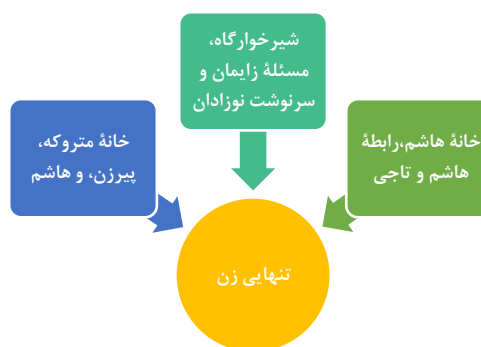 شیرخوارگاه،
مسئلهٔ زایمان و
سرنوشت نوزادان
خانهٔ هاشم،رابطهٔ
هاشم و تاجی
خانهٔ متروکه،
پیرزن، و هاشم
تنهایی زن